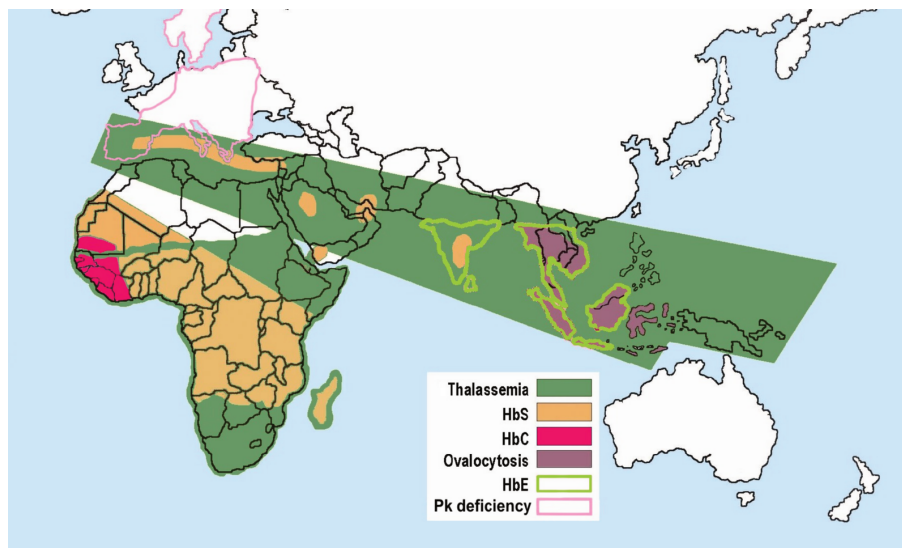 Thalassemia
HbS
HbC
Ovalocytosis
HbE
Pk deficiency